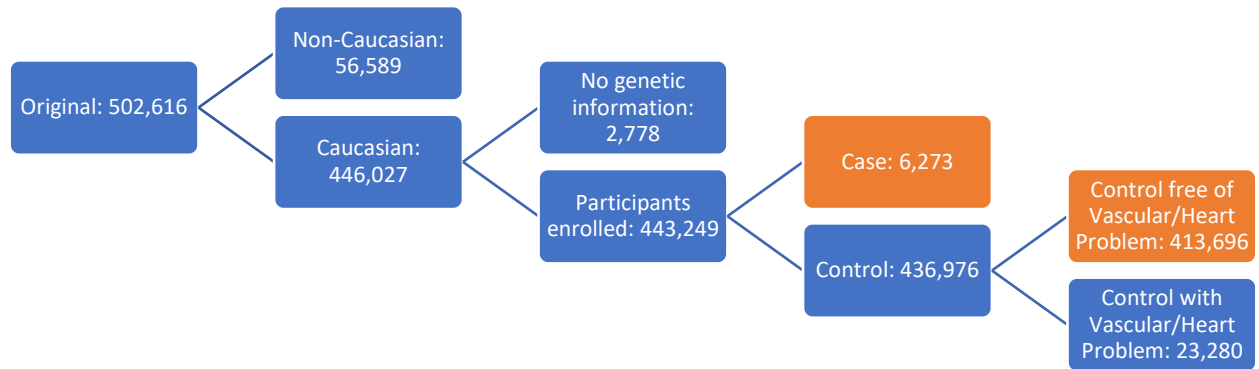 Original: 502,616
Non-Caucasian:
56,589
Caucasian:
446,027
No genetic
information:
2,778
Participants
enrolled: 443,249
Case: 6,273
Control: 436,976
Control free of
Vascular/Heart
Problem: 413,696
Control with
Vascular/Heart
Problem: 23,280